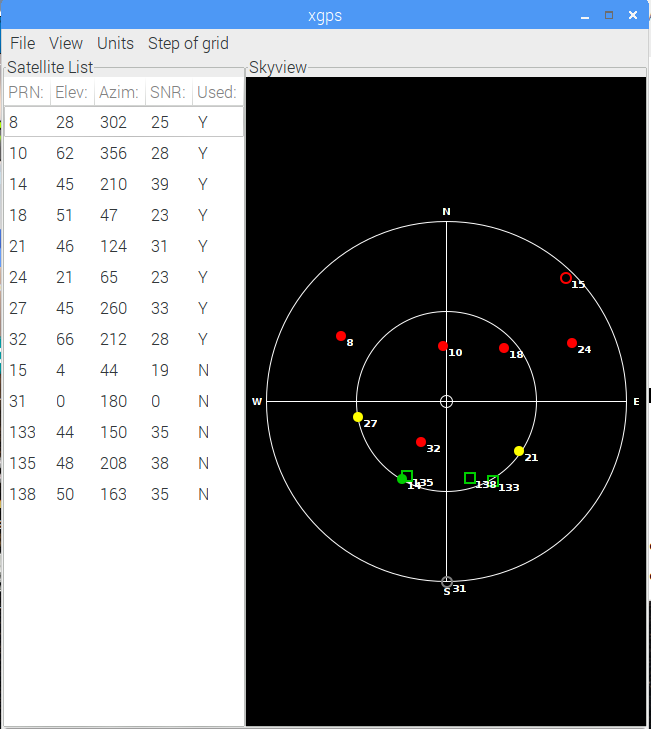 xgps
File View Units Step of grid
Satellite List
PRN: Elev: Azim: SNR: Used:
8 28 302 25 Y
10 62 356 28 Y
14 45 210 39 Y
18 51 47 23 Y
21 46 124 31 Y
24 21 65 23 Y
27 45 260 33 Y
32 66 212 28 Y
15 4 44 19 N
31 0 180 0 N
133 44 150 35 N
135 48 208 38 N
138 50 163 35 N
Skyview
N
15
8
10
18
24
W
E
27
32
21
135
14
138
133
31
S